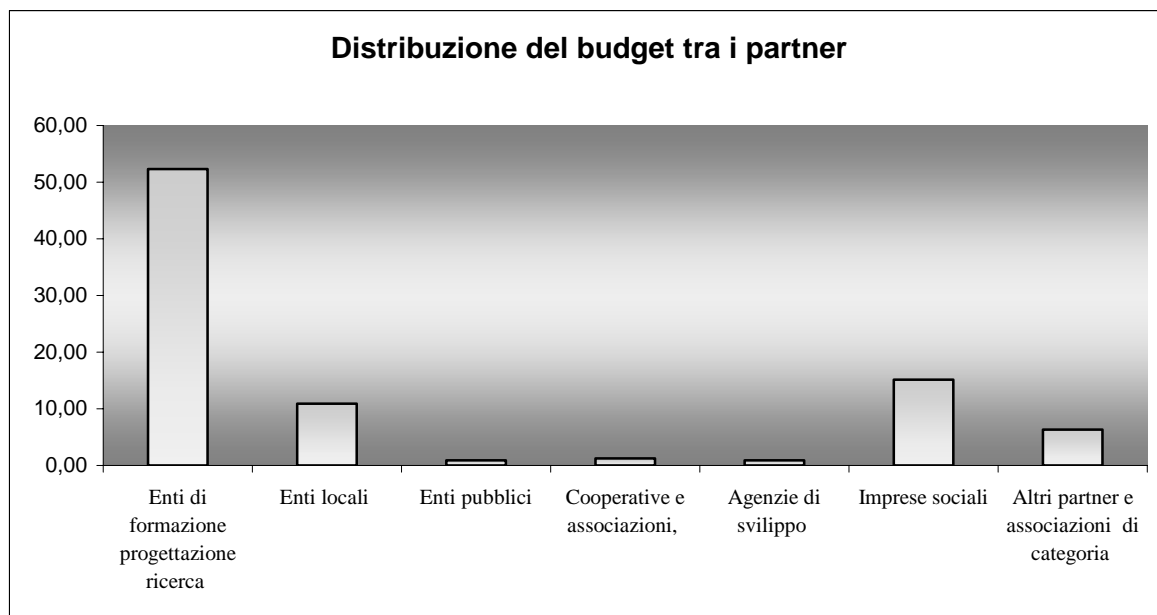 Distribuzione del budget tra i partner
60,00
50,00
40,00
30,00
20,00
10,00
0,00
Enti di
formazione
progettazione
ricerca
Enti locali
Enti pubblici
Cooperative e
associazioni,
Agenzie di
svilippo
Imprese sociali
Altri partner e
associazioni di
categoria